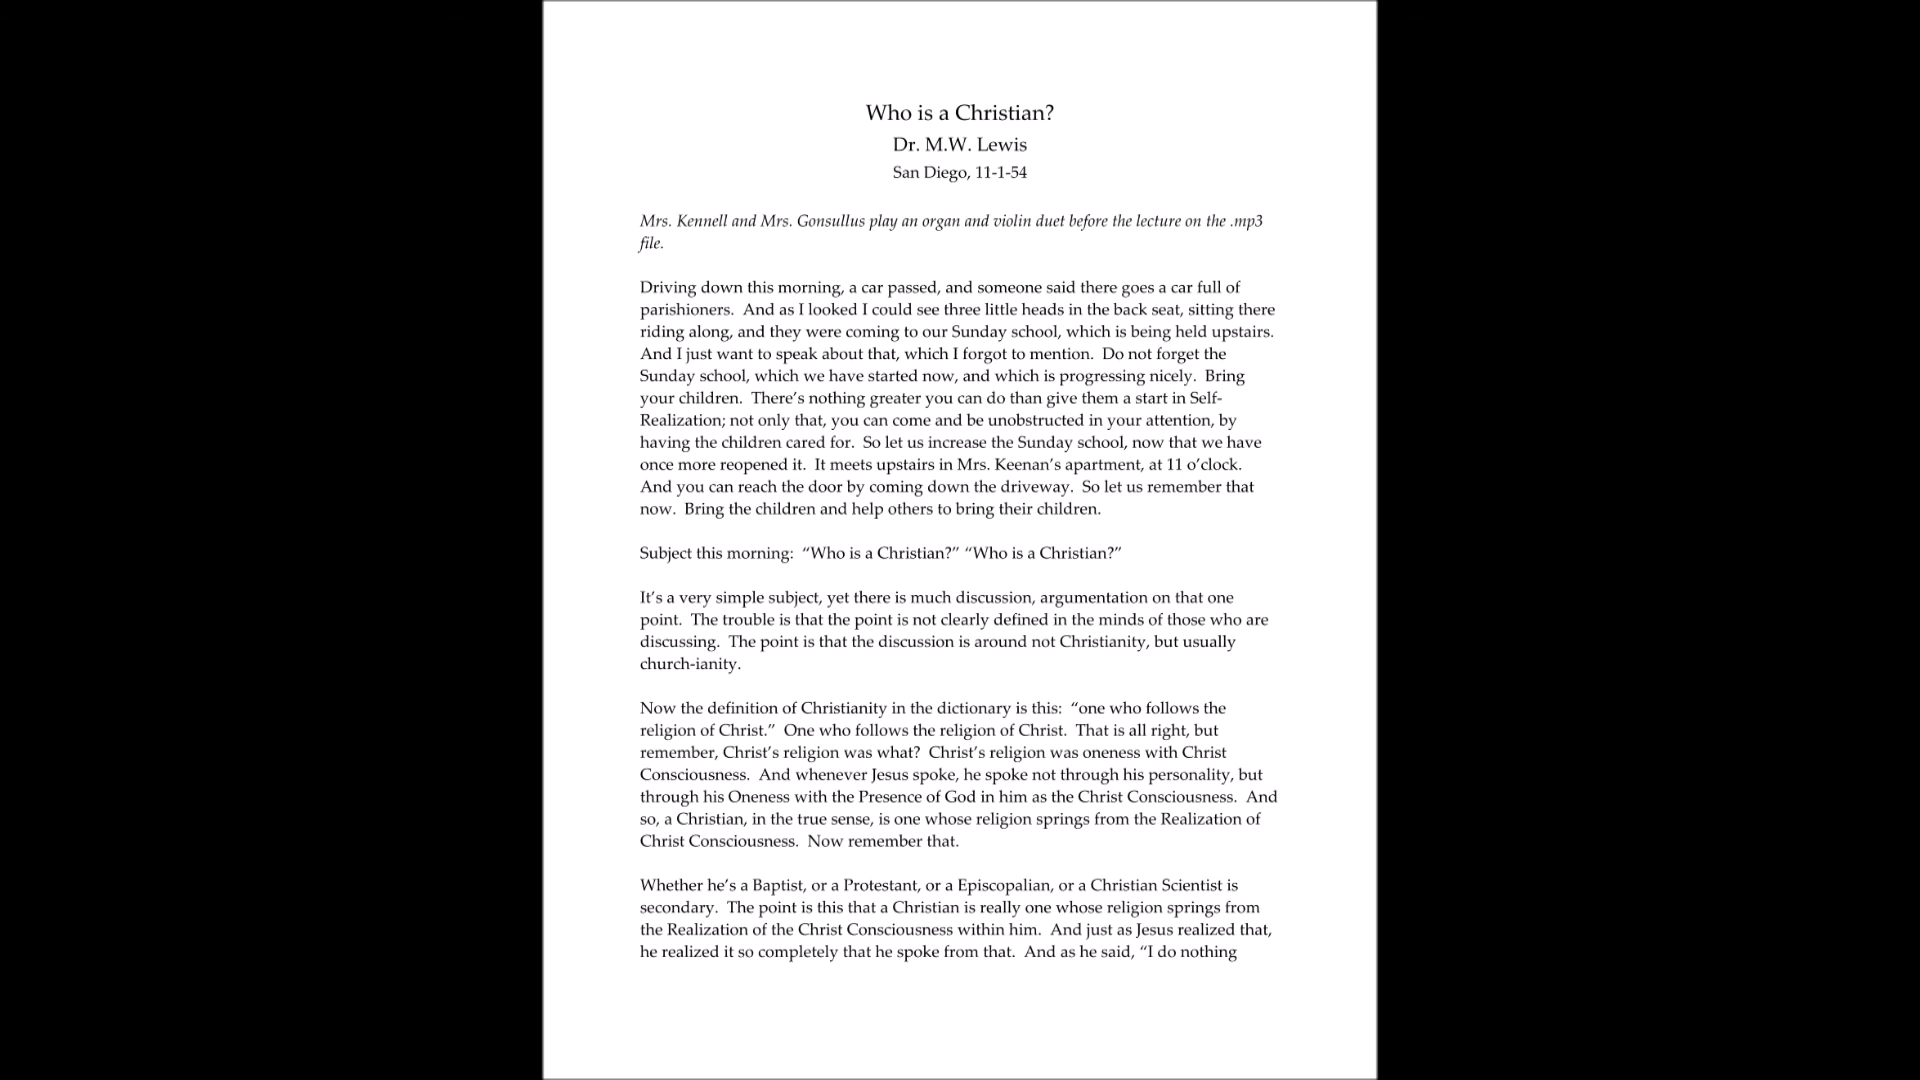 Who is a Christian?
Dr. M.W. Lewis
San Diego, 11-1-54
Mrs. Kennell and Mrs. Gonsullus play an organ and violin duet before the lecture on the .mp3
file.
Driving down this morning, a car passed, and someone said there goes a car full of
parishioners.  And as I looked I could see three little heads in the back seat, sitting there
riding along, and they were coming to our Sunday school, which is being held upstairs.
And I just want to speak about that, which I forgot to mention.  Do not forget the
Sunday school, which we have started now, and which is progressing nicely.  Bring
your children.  There’s nothing greater you can do than give them a start in Self-
Realization; not only that, you can come and be unobstructed in your attention, by
having the children cared for.  So let us increase the Sunday school, now that we have
once more reopened it.  It meets upstairs in Mrs. Keenan’s apartment, at 11 o’clock.
And you can reach the door by coming down the driveway.  So let us remember that
now.  Bring the children and help others to bring their children.
Subject this morning:  “Who is a Christian?” “Who is a Christian?”
It’s a very simple subject, yet there is much discussion, argumentation on that one
point.  The trouble is that the point is not clearly defined in the minds of those who are
discussing.  The point is that the discussion is around not Christianity, but usually
church-ianity.
Now the definition of Christianity in the dictionary is this:  “one who follows the
religion of Christ.”  One who follows the religion of Christ.  That is all right, but
remember, Christ’s religion was what?  Christ’s religion was oneness with Christ
Consciousness.  And whenever Jesus spoke, he spoke not through his personality, but
through his Oneness with the Presence of God in him as the Christ Consciousness.  And
so, a Christian, in the true sense, is one whose religion springs from the Realization of
Christ Consciousness.  Now remember that.
Whether he’s a Baptist, or a Protestant, or a Episcopalian, or a Christian Scientist is
secondary.  The point is this that a Christian is really one whose religion springs from
the Realization of the Christ Consciousness within him.  And just as Jesus realized that,
he realized it so completely that he spoke from that.  And as he said, “I do nothing